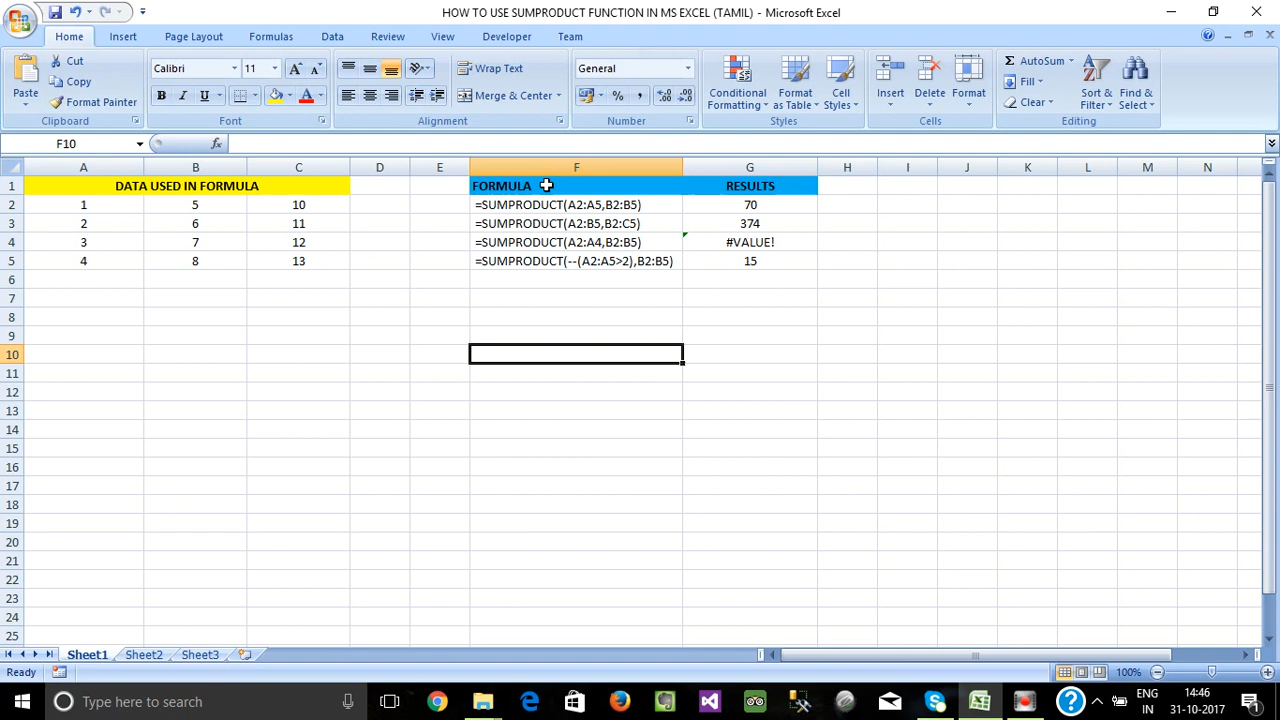 HOW TO USE SUMPRODUCT FUNCTION IN MS EXCEL (TAMIL) - Microsoft Excel
Home Insert Page Layout Formulas Data Review View Developer Team
Paste Cut Copy Format Painter Clipboard
Calibri 11 A A B I U A Font
Wrap Text Merge & Center Alignment
General % , .0 .00 .00 .0 Number
Conditional Formatting Format as Table Cell Styles Styles
Insert Delete Format Cells
Σ AutoSum Fill Clear Sort & Filter Find & Select Editing
F10 fx
A B C D E F G H I J K L M N
1 DATA USED IN FORMULA FORMULA RESULTS
2 1 5 10 =SUMPRODUCT(A2:A5,B2:B5) 70
3 2 6 11 =SUMPRODUCT(A2:B5,B2:C5) 374
4 3 7 12 =SUMPRODUCT(A2:A4,B2:B5) #VALUE!
5 4 8 13 =SUMPRODUCT(--(A2:A5>2),B2:B5) 15
6
7
8
9
10
11
12
13
14
15
16
17
18
19
20
21
22
23
24
25
Sheet1 Sheet2 Sheet3
Ready 100%
Type here to search ENG 14:46
IN 31-10-2017